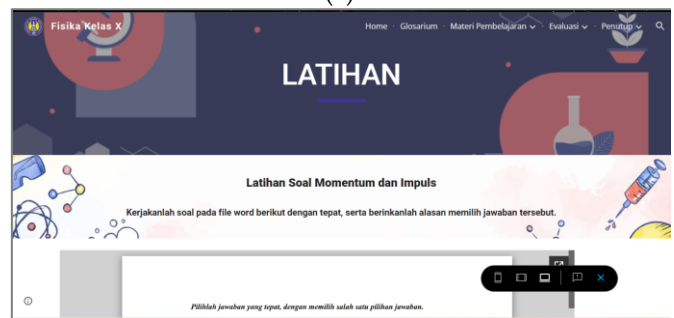 Fisika Kelas X
Home Glosarium Materi Pembelajaran Evaluasi Penutup
LATIHAN
Latihan Soal Momentum dan Impuls
Kerjakanlah soal pada file word berikut dengan tepat, serta berinkanlah alasan memilih jawaban tersebut.
Pilihlah jawaban yang tepat, dengan memilih salah satu pilihan jawaban.